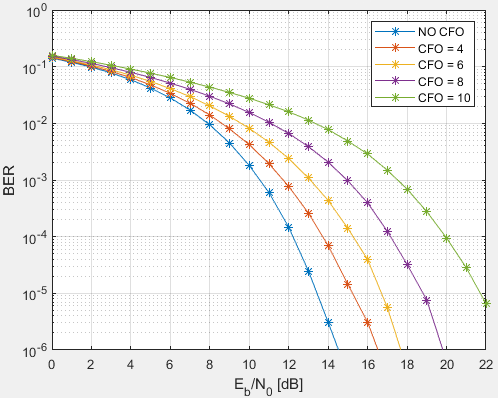 10^0
10^-1
10^-2
10^-3
10^-4
10^-5
10^-6
BER
NO CFO
CFO = 4
CFO = 6
CFO = 8
CFO = 10
0 2 4 6 8 10 12 14 16 18 20 22
E_b/N_0 [dB]